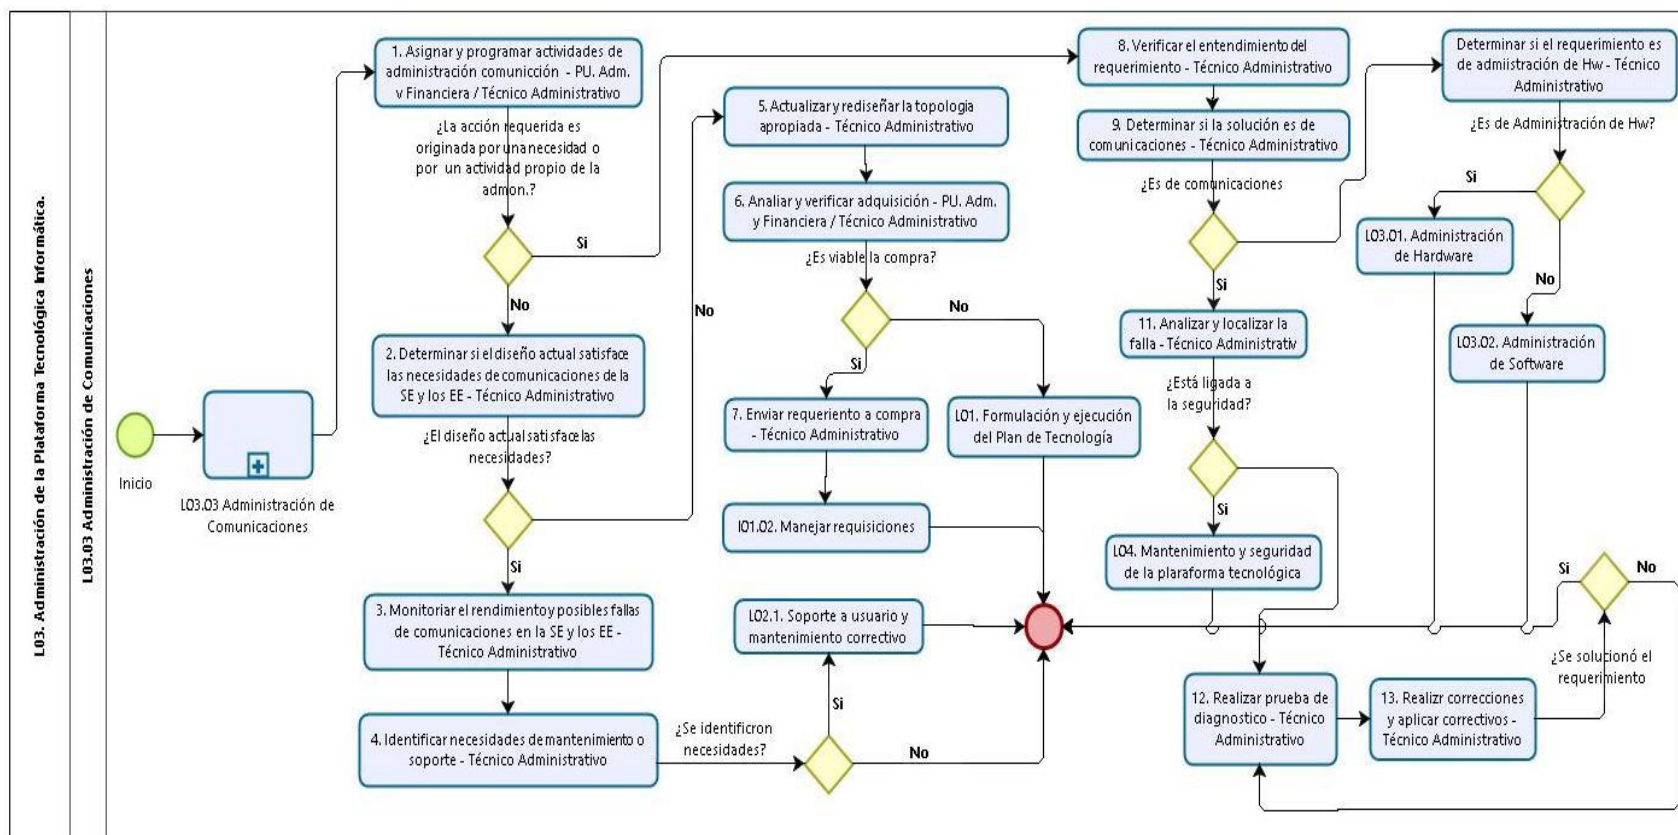 L03. Administración de la Plataforma Tecnológica Informática.
L03.03 Administración de Comunicaciones
Inicio
L03.03 Administración de
Comunicaciones
1. Asignar y programar actividades de
administración comunicción - PU. Adm.
v Financiera / Técnico Administrativo
¿La acción requerida es
originada por una necesidad o
por un actividad propio de la
admon.?
Si
No
2. Determinar si el diseño actual satisface
las necesidades de comunicaciones de la
SE y los EE - Técnico Administrativo
¿El diseño actual satisface las
necesidades?
No
Si
3. Monitoriar el rendimiento y posibles fallas
de comunicaciones en la SE y los EE -
Técnico Administrativo
4. Identificar necesidades de mantenimiento o
soporte - Técnico Administrativo
¿Se identificron
necesidades?
Si
No
L02.1. Soporte a usuario y
mantenimiento correctivo
5. Actualizar y rediseñar la topologia
apropiada - Técnico Administrativo
6. Analiar y verificar adquisición - PU. Adm.
y Financiera / Técnico Administrativo
¿Es viable la compra?
No
Si
7. Enviar requeriento a compra
- Técnico Administrativo
L01. Formulación y ejecución
del Plan de Tecnología
I01.02. Manejar requisiciones
8. Verificar el entendimiento del
requerimiento - Técnico Administrativo
9. Determinar si la solución es de
comunicaciones - Técnico Administrativo
¿Es de comunicaciones
Si
11. Analizar y localizar la
falla - Técnico Administrativ
¿Está ligada a
la seguridad?
Si
L04. Mantenimiento y seguridad
de la plaraforma tecnológica
12. Realizar prueba de
diagnostico - Técnico
Administrativo
13. Realizr correcciones
y aplicar correctivos -
Técnico Administrativo
¿Se solucionó el
requerimiento
Si
No
Determinar si el requerimiento es
de admiistración de Hw - Técnico
Administrativo
¿Es de Administración de Hw?
Si
No
L03.01. Administración
de Hardware
L03.02. Administración
de Software